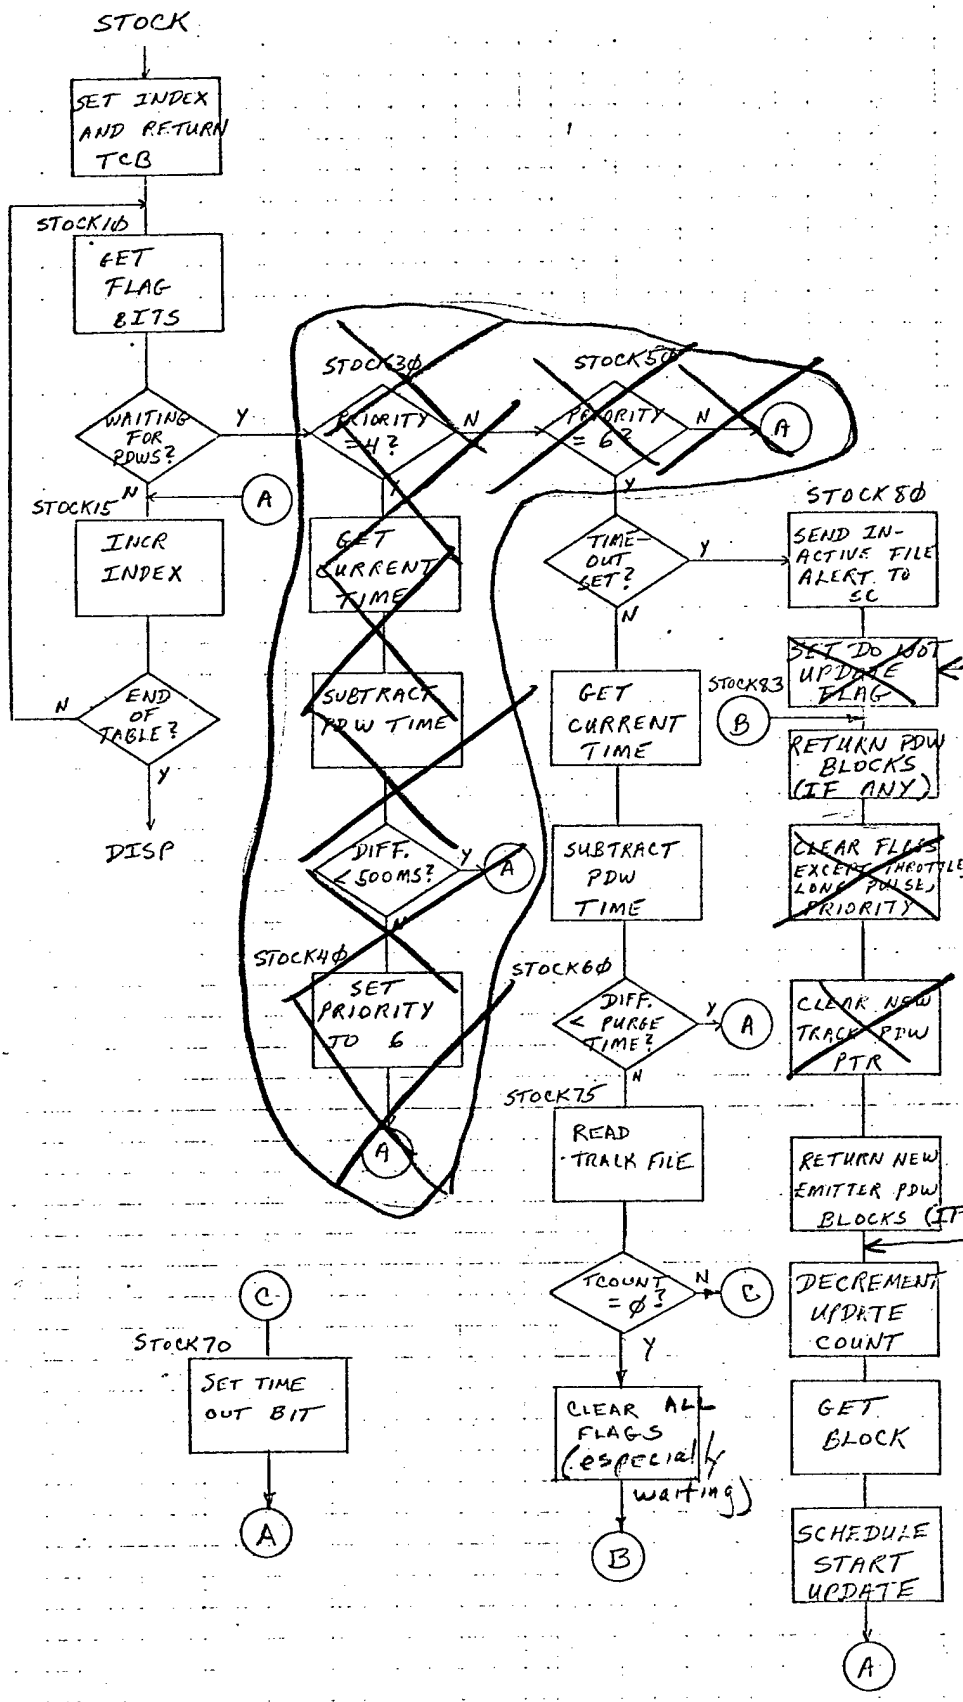 STOCK
SET INDEX
AND RETURN
TCB
STOCK10
GET
FLAG
BITS
WAITING
FOR
PDWS?
Y
N
STOCK15
A
INCR
INDEX
END
OF
TABLE?
N
Y
DISP
STOCK30
PRIORITY
=4?
N
Y
GET
CURRENT
TIME
SUBTRACT
PDW TIME
DIFF.
< 500MS?
Y
A
N
STOCK40
SET
PRIORITY
TO 6
A
STOCK50
PRIORITY
= 6?
N
A
Y
TIME-
OUT
SET?
Y
N
GET
CURRENT
TIME
SUBTRACT
PDW
TIME
STOCK60
DIFF.
< PURGE
TIME?
Y
A
N
STOCK75
READ
TRACK FILE
TCOUNT
= Ø?
N
C
Y
CLEAR ALL
FLAGS
(especially
waiting)
B
STOCK 80
SEND IN-
ACTIVE FILE
ALERT TO
SC
SET DO NOT
UPDATE
FLAG
STOCK83
B
RETURN PDW
BLOCKS
(IF ANY)
CLEAR FLGS
EXCEPT THROTTLE,
LONG PULSE,
PRIORITY
CLEAR NEW
TRACK PDW
PTR
RETURN NEW
EMITTER PDW
BLOCKS (IF
DECREMENT
UPDATE
COUNT
GET
BLOCK
SCHEDULE
START
UPDATE
A
C
STOCK70
SET TIME
OUT BIT
A